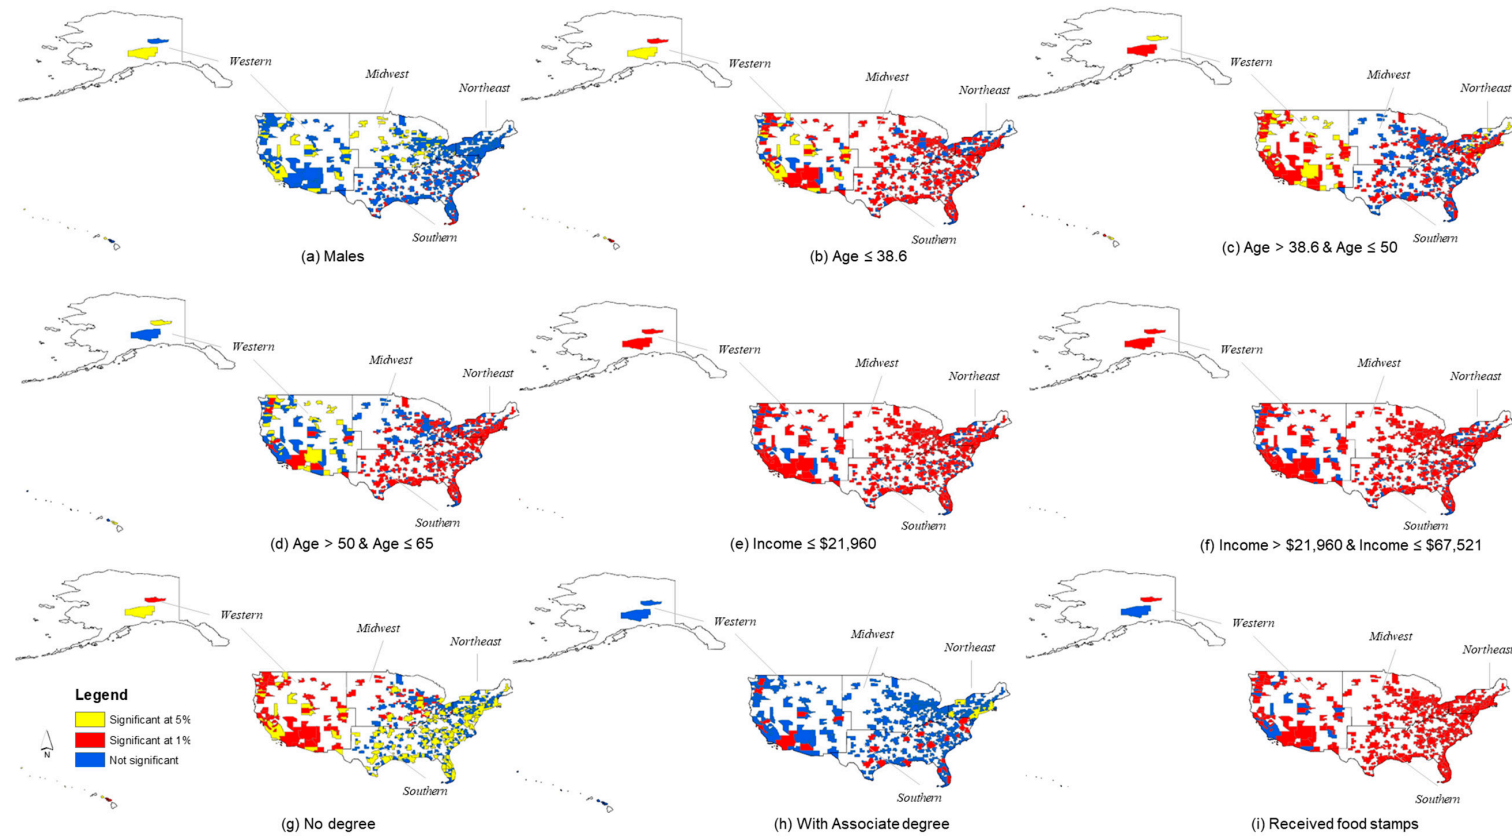 Western
Midwest
Northeast
Southern
(a) Males
Western
Midwest
Northeast
Southern
(b) Age ≤ 38.6
Western
Midwest
Northeast
Southern
(c) Age > 38.6 & Age ≤ 50
Western
Midwest
Northeast
Southern
(d) Age > 50 & Age ≤ 65
Western
Midwest
Northeast
Southern
(e) Income ≤ $21,960
Western
Midwest
Northeast
Southern
(f) Income > $21,960 & Income ≤ $67,521
Western
Midwest
Northeast
Southern
Legend
Significant at 5%
Significant at 1%
Not significant
N
(g) No degree
Western
Midwest
Northeast
Southern
(h) With Associate degree
Western
Midwest
Northeast
Southern
(i) Received food stamps